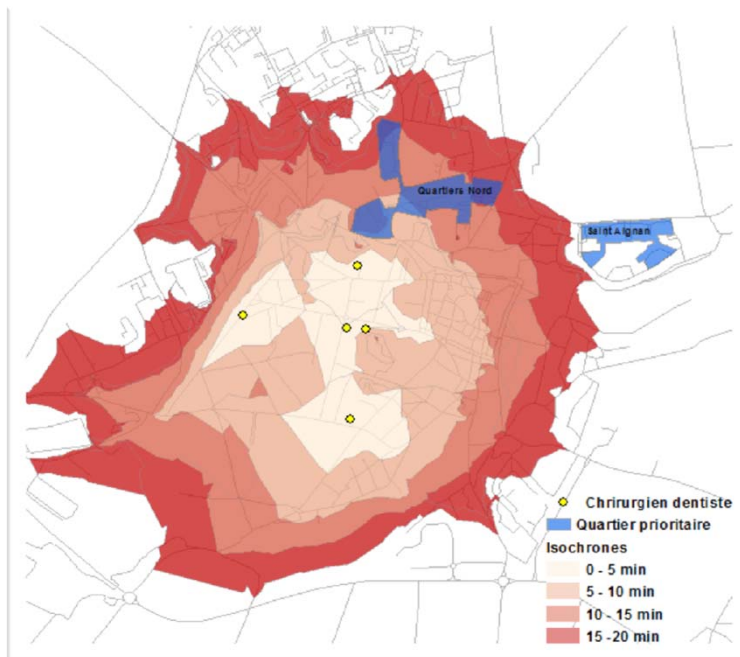 Quartiers Nord
Saint Aignan
Chrirurgien dentiste
Quartier prioritaire
Isochrones
0 - 5 min
5 - 10 min
10 - 15 min
15 -20 min